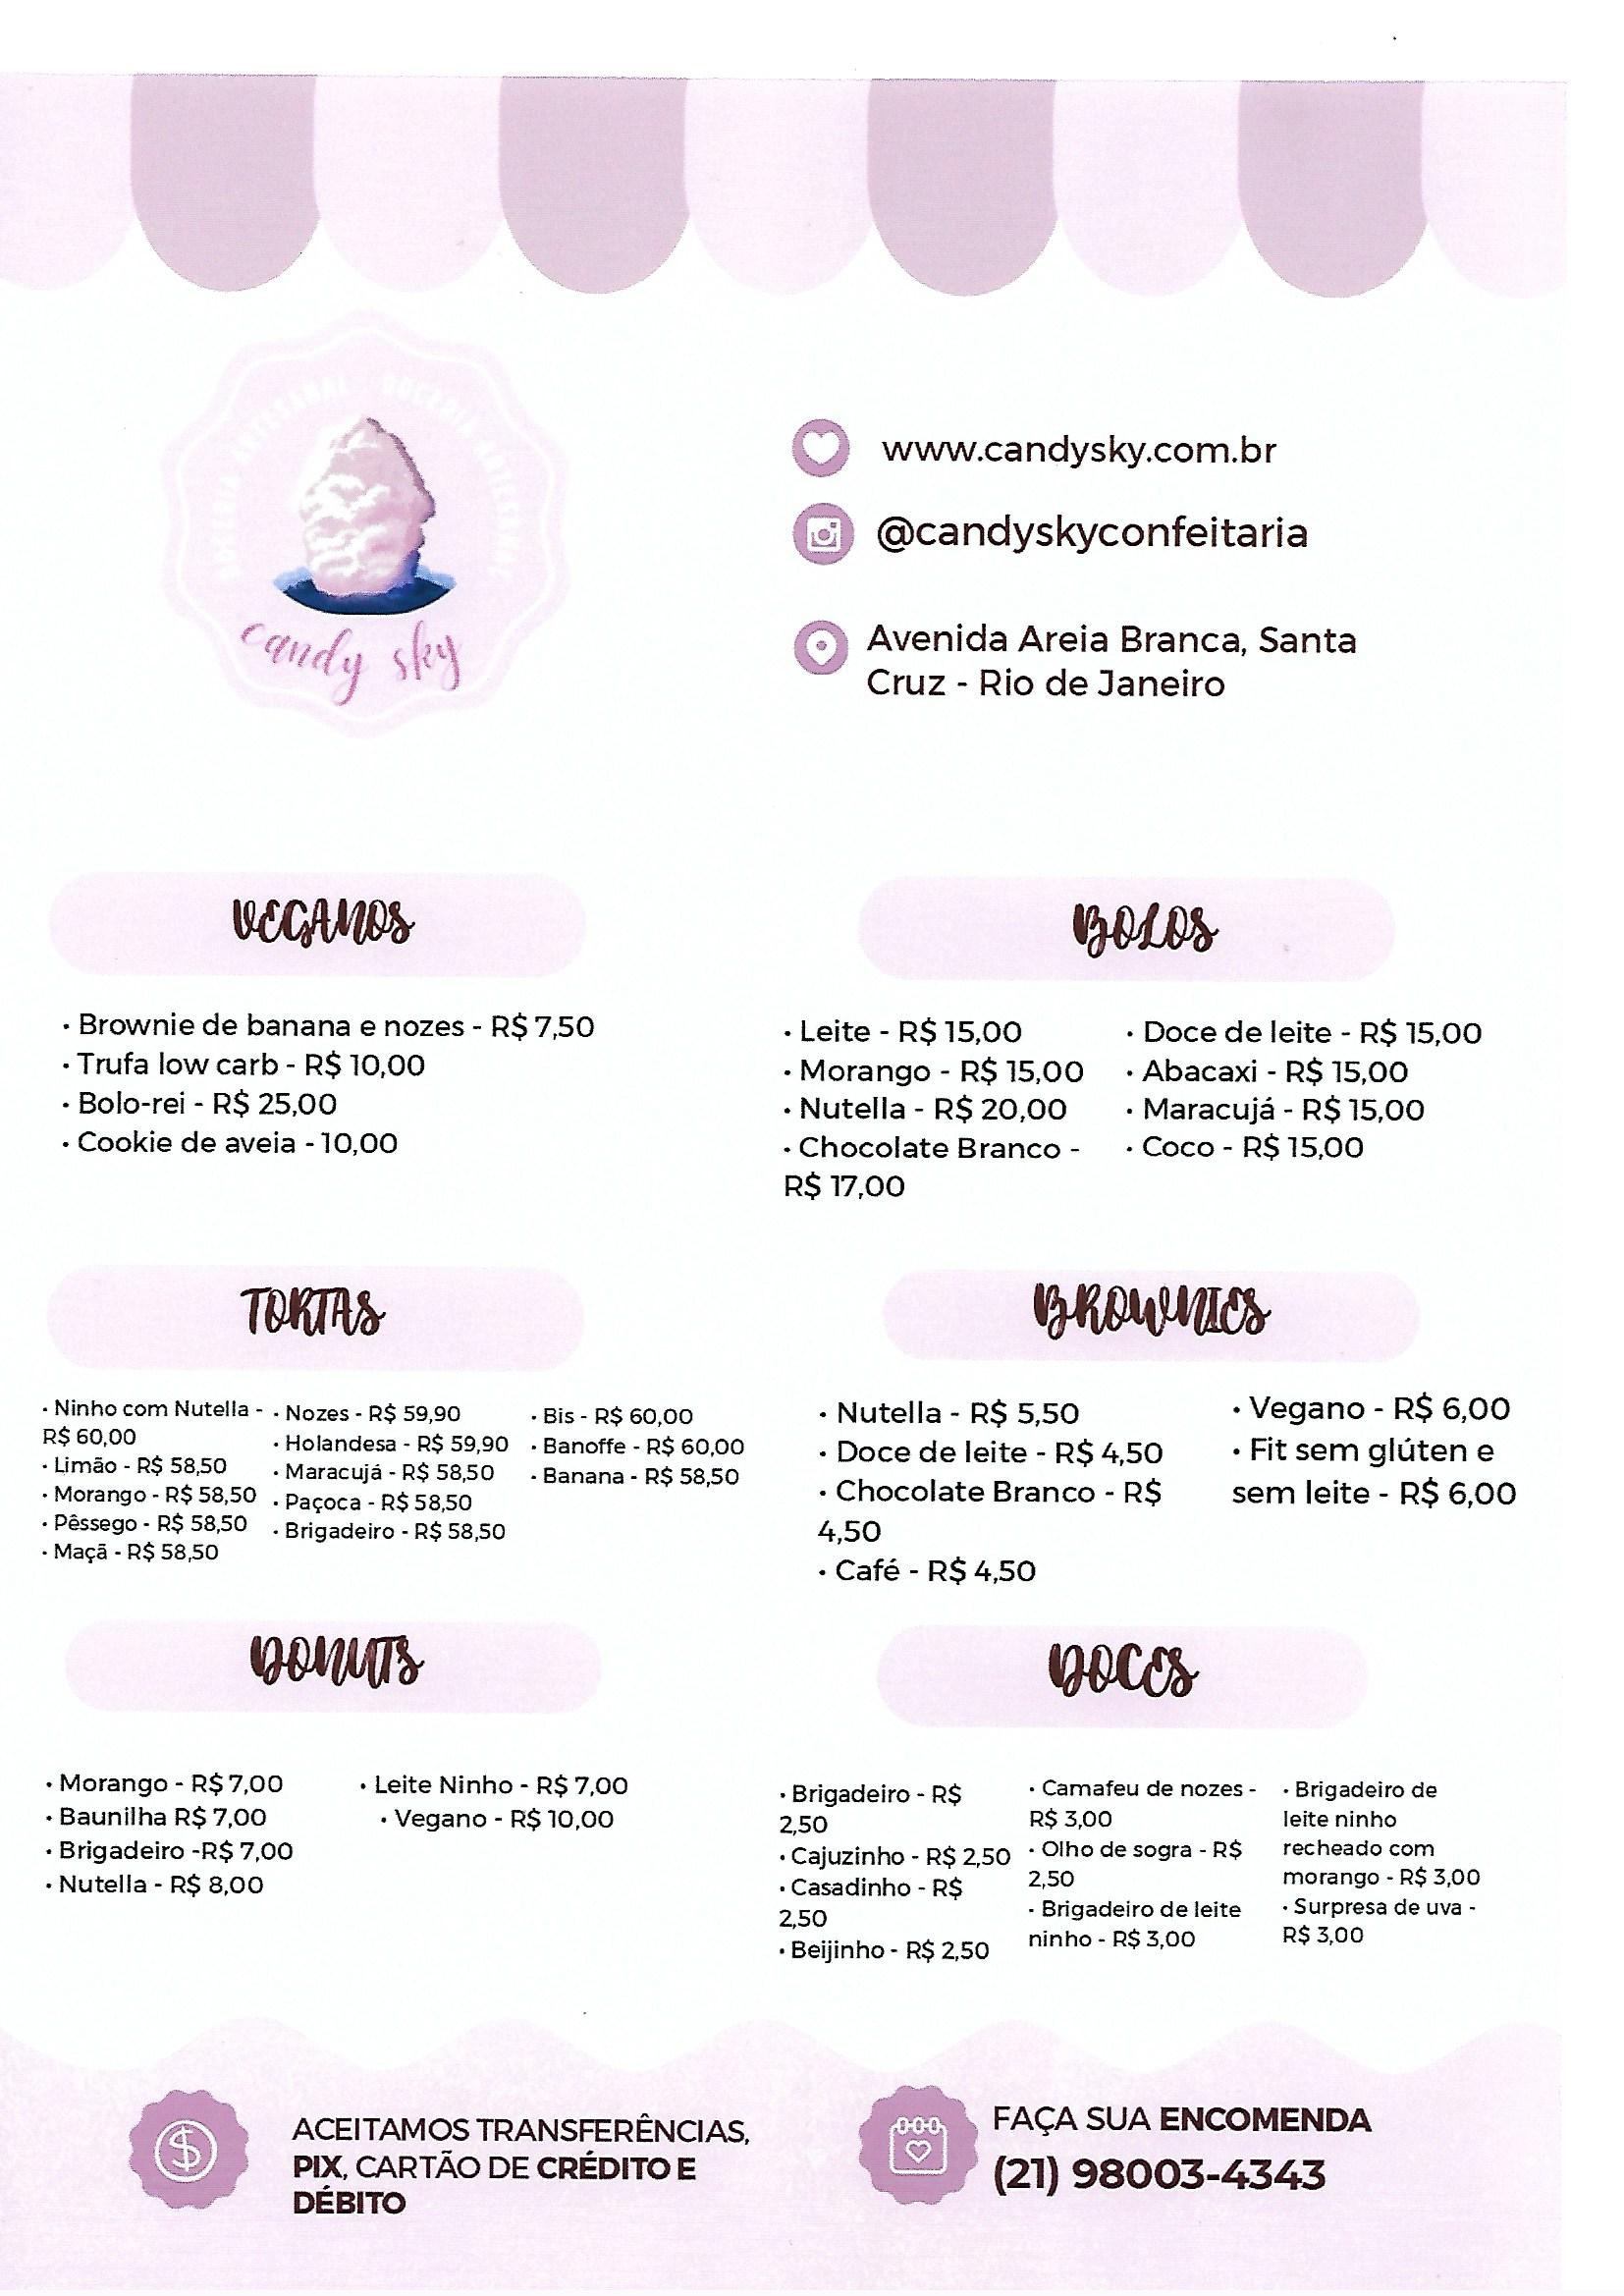 candy sky
www.candysky.com.br
@candyskyconfeitaria
Avenida Areia Branca, Santa
Cruz - Rio de Janeiro
VEGANOS
• Brownie de banana e nozes - R$ 7,50
• Trufa low carb - R$ 10,00
• Bolo-rei - R$ 25,00
• Cookie de aveia - 10,00
BOLOS
• Leite - R$ 15,00
• Morango - R$ 15,00
• Nutella - R$ 20,00
• Chocolate Branco -
R$ 17,00
• Doce de leite - R$ 15,00
• Abacaxi - R$ 15,00
• Maracujá - R$ 15,00
• Coco - R$ 15,00
TORTAS
• Ninho com Nutella -
R$ 60,00
• Limão - R$ 58,50
• Morango - R$ 58,50
• Pêssego - R$ 58,50
• Maçã - R$ 58,50
• Nozes - R$ 59,90
• Holandesa - R$ 59,90
• Maracujá - R$ 58,50
• Paçoca - R$ 58,50
• Brigadeiro - R$ 58,50
• Bis - R$ 60,00
• Banoffe - R$ 60,00
• Banana - R$ 58,50
BROWNIES
• Nutella - R$ 5,50
• Doce de leite - R$ 4,50
• Chocolate Branco - R$
4,50
• Café - R$ 4,50
• Vegano - R$ 6,00
• Fit sem glúten e
sem leite - R$ 6,00
DONUTS
• Morango - R$ 7,00
• Baunilha R$ 7,00
• Brigadeiro -R$ 7,00
• Nutella - R$ 8,00
• Leite Ninho - R$ 7,00
• Vegano - R$ 10,00
DOCES
• Brigadeiro - R$
2,50
• Cajuzinho - R$ 2,50
• Casadinho - R$
2,50
• Beijinho - R$ 2,50
• Camafeu de nozes -
R$ 3,00
• Olho de sogra - R$
2,50
• Brigadeiro de leite
ninho - R$ 3,00
• Brigadeiro de
leite ninho
recheado com
morango - R$ 3,00
• Surpresa de uva -
R$ 3,00
ACEITAMOS TRANSFERÊNCIAS,
PIX, CARTÃO DE CRÉDITO E
DÉBITO
FAÇA SUA ENCOMENDA
(21) 98003-4343